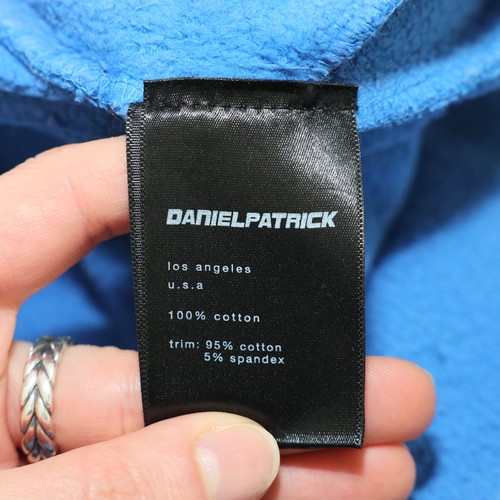 DANIELPATRICK
los angeles
u.s.a
100% cotton
trim: 95% cotton
5% spandex